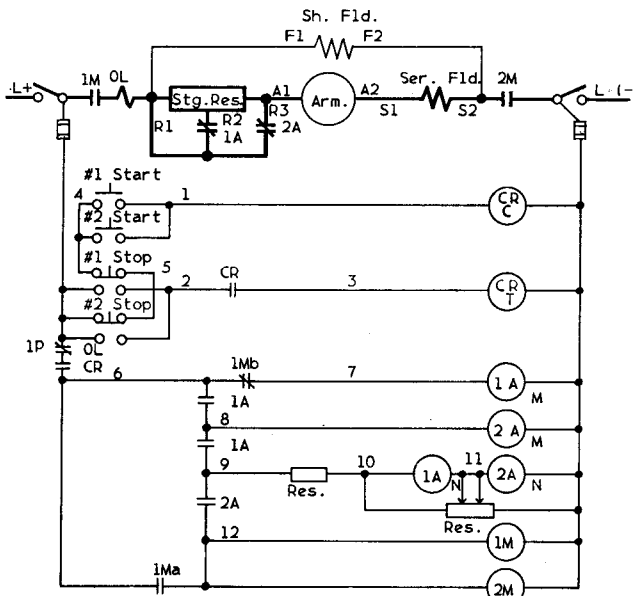 Sh. Fld.
F1 F2
L+ 1M OL A1 A2 Ser. Fld. 2M L (-)
Stg.Res. Arm.
R1 R2 R3 S1 S2
1A 2A
#1 Start
4 1 CR C
#2 Start
#1 Stop
5 2 CR 3 CR T
#2 Stop
1P OL
CR
6 1Mb 7 1A M
1A
8 2A M
1A
9 10 1A N 11 2A N
Res.
2A Res.
12 1M
1Ma 2M